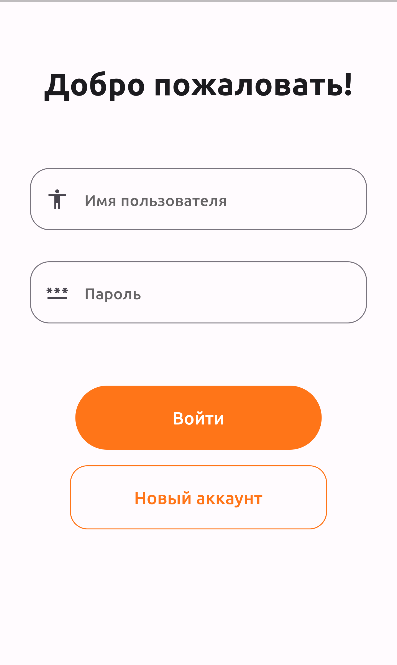 Добро пожаловать!
Имя пользователя
Пароль
Войти
Новый аккаунт